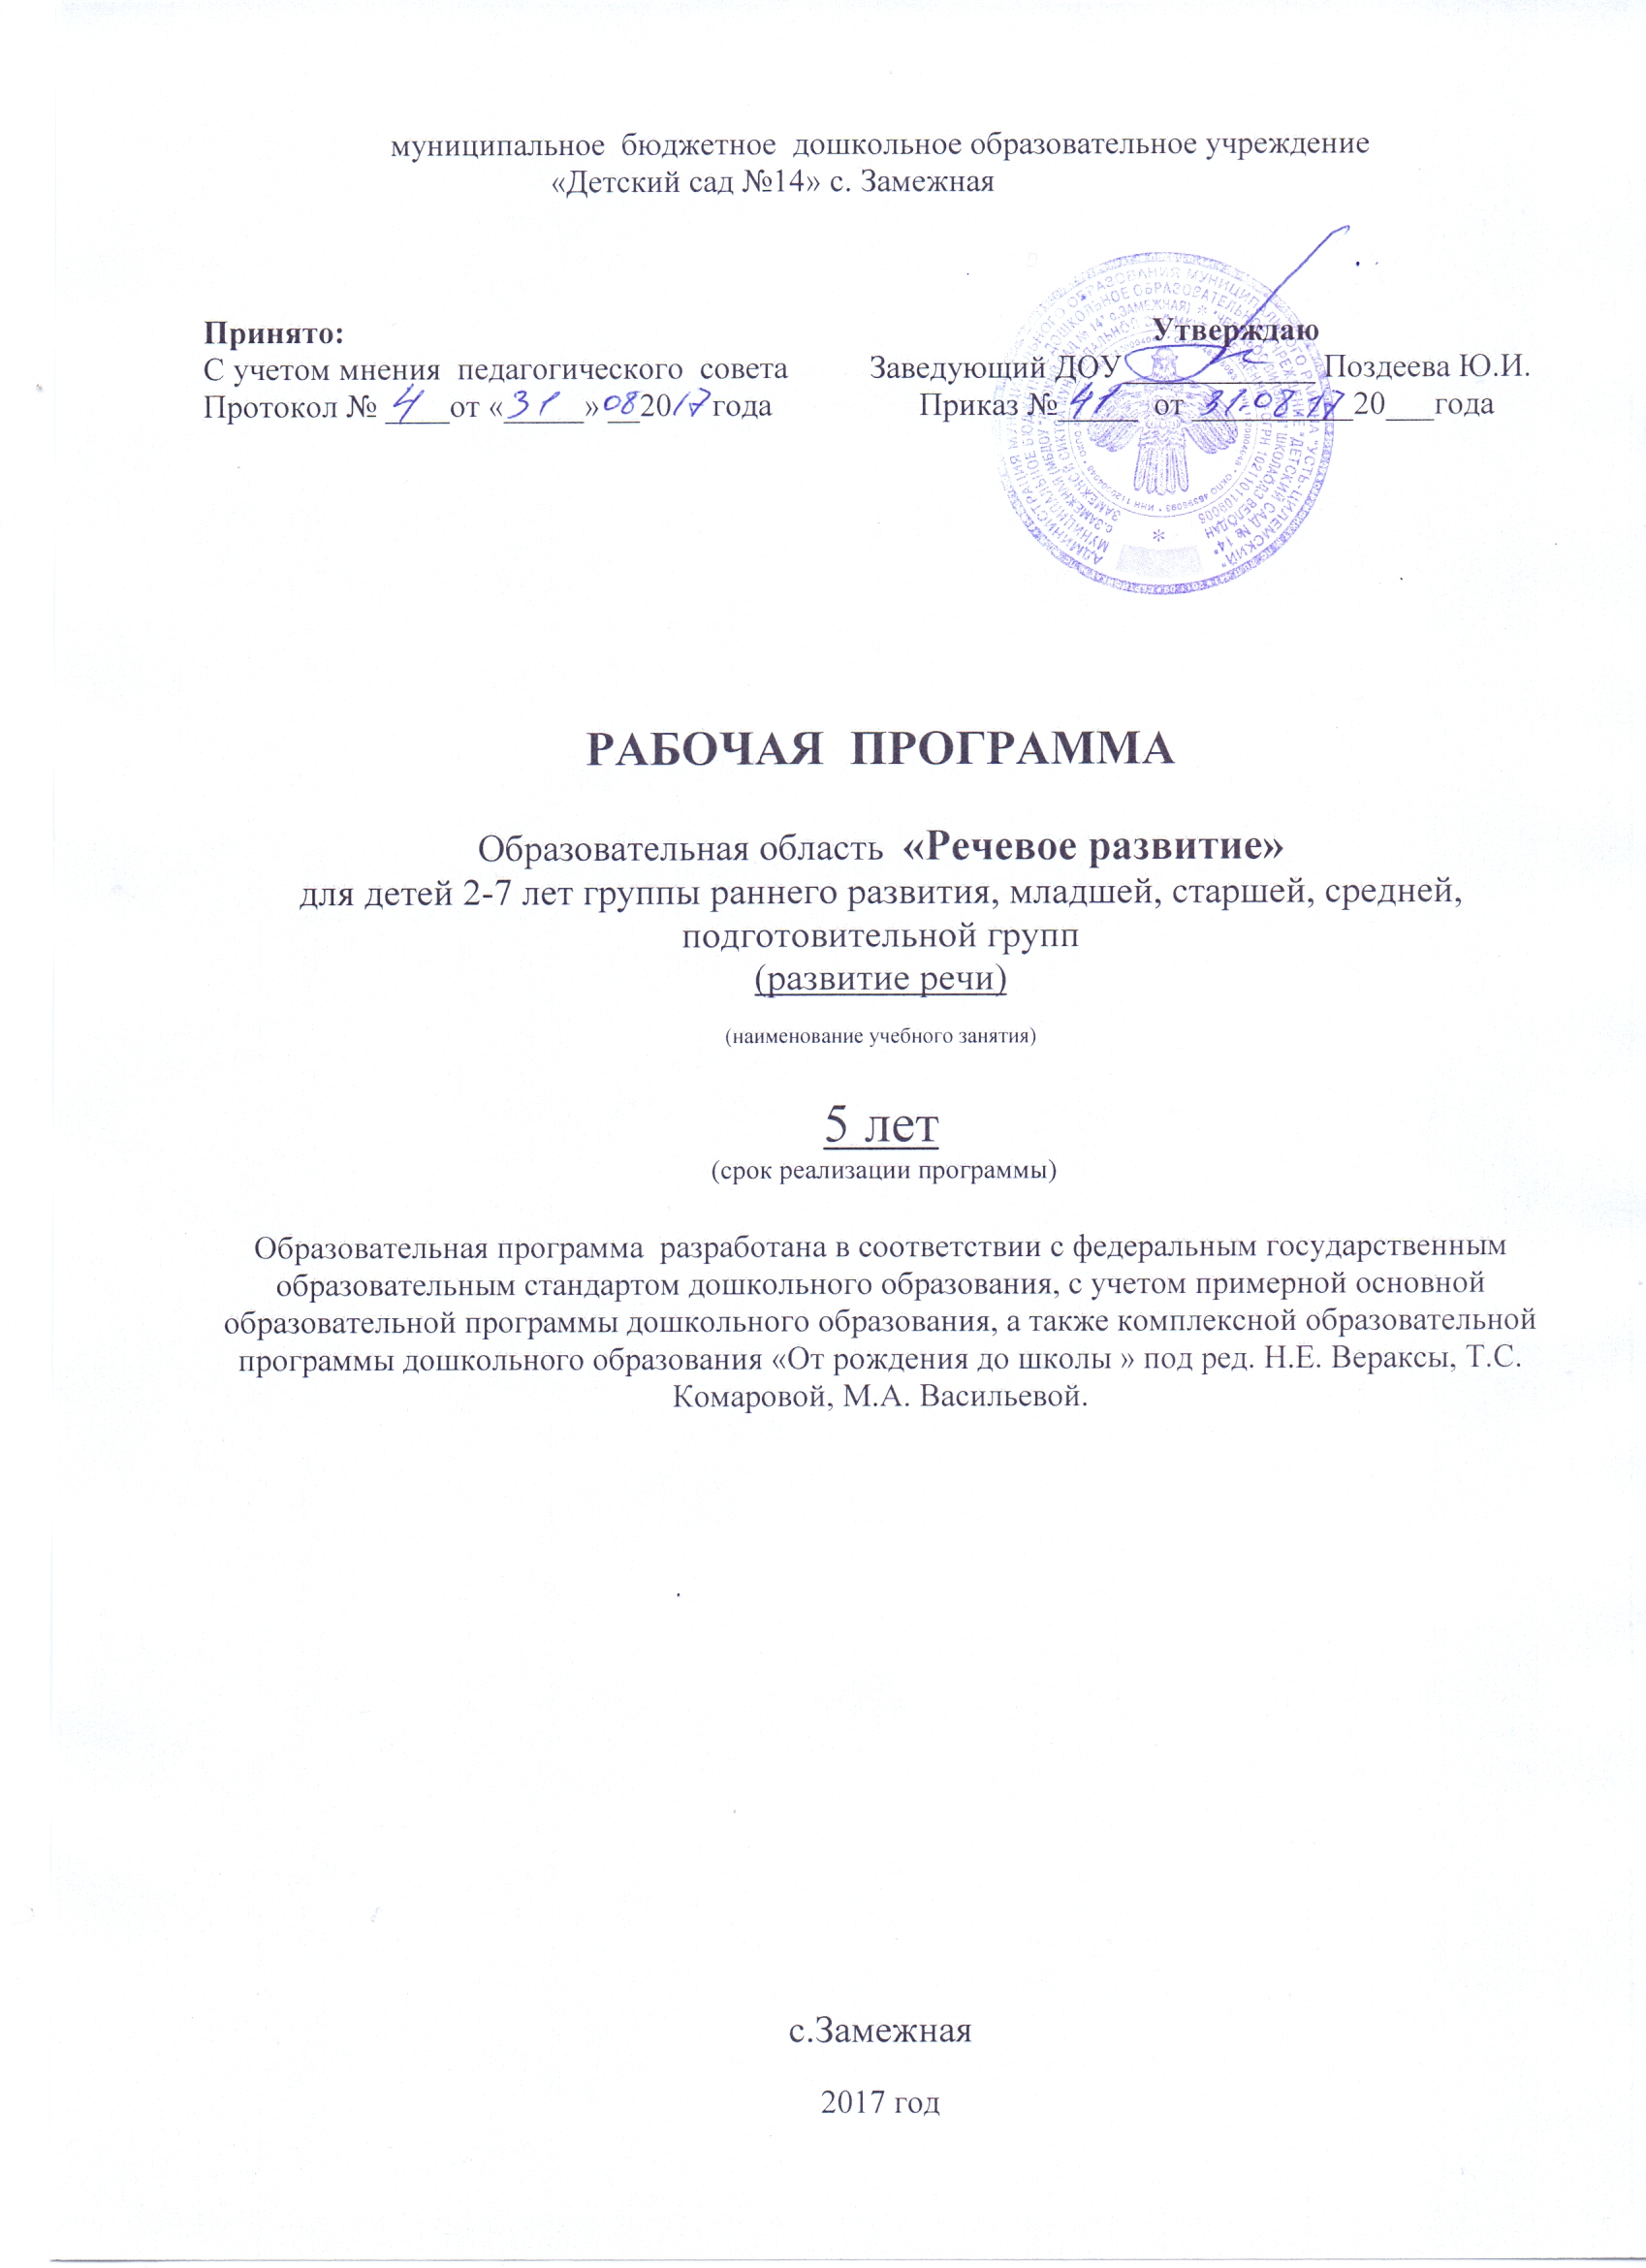 муниципальное бюджетное дошкольное образовательное учреждение
«Детский сад №14» с. Замежная
Принято: Утверждаю
С учетом мнения педагогического совета Заведующий ДОУ____________ Поздеева Ю.И.
Протокол № 4 от «31» 08 2017 года Приказ № 41 от 31.08.17 20___года
РАБОЧАЯ ПРОГРАММА
Образовательная область «Речевое развитие»
для детей 2-7 лет группы раннего развития, младшей, старшей, средней,
подготовительной групп
(развитие речи)
(наименование учебного занятия)
5 лет
(срок реализации программы)
Образовательная программа разработана в соответствии с федеральным государственным
образовательным стандартом дошкольного образования, с учетом примерной основной
образовательной программы дошкольного образования, а также комплексной образовательной
программы дошкольного образования «От рождения до школы » под ред. Н.Е. Вераксы, Т.С.
Комаровой, М.А. Васильевой.
с.Замежная
2017 год